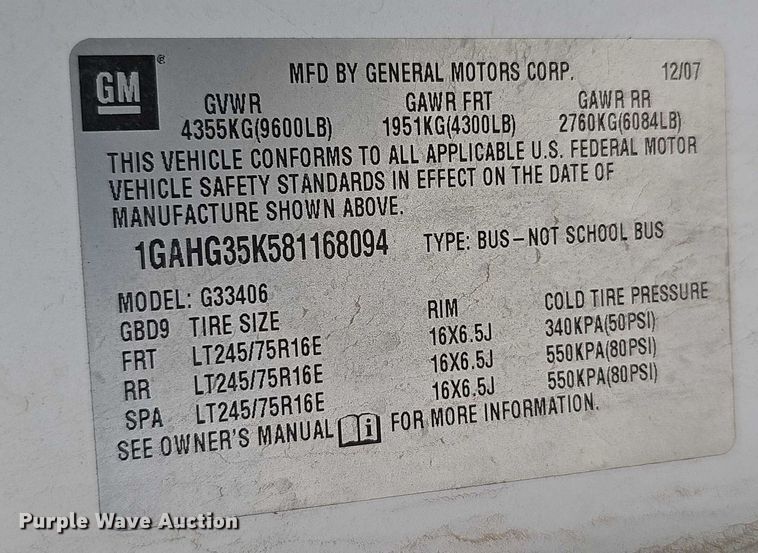 GM®
MFD BY GENERAL MOTORS CORP. 12/07
GVWR GAWR FRT GAWR RR
4355KG(9600LB) 1951KG(4300LB) 2760KG(6084LB)
THIS VEHICLE CONFORMS TO ALL APPLICABLE U.S. FEDERAL MOTOR
VEHICLE SAFETY STANDARDS IN EFFECT ON THE DATE OF
MANUFACTURE SHOWN ABOVE.
1GAHG35K581168094 TYPE: BUS-NOT SCHOOL BUS
MODEL: G33406
GBD9 TIRE SIZE RIM COLD TIRE PRESSURE
FRT LT245/75R16E 16X6.5J 340KPA(50PSI)
RR LT245/75R16E 16X6.5J 550KPA(80PSI)
SPA LT245/75R16E 16X6.5J 550KPA(80PSI)
SEE OWNER'S MANUAL i FOR MORE INFORMATION.
Purple Wave Auction